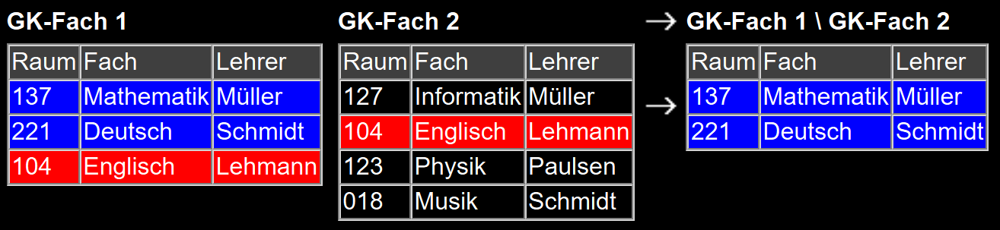 GK-Fach 1
Raum Fach Lehrer
137 Mathematik Müller
221 Deutsch Schmidt
104 Englisch Lehmann
GK-Fach 2
Raum Fach Lehrer
127 Informatik Müller
104 Englisch Lehmann
123 Physik Paulsen
018 Musik Schmidt
→ GK-Fach 1 \ GK-Fach 2
Raum Fach Lehrer
→
137 Mathematik Müller
221 Deutsch Schmidt